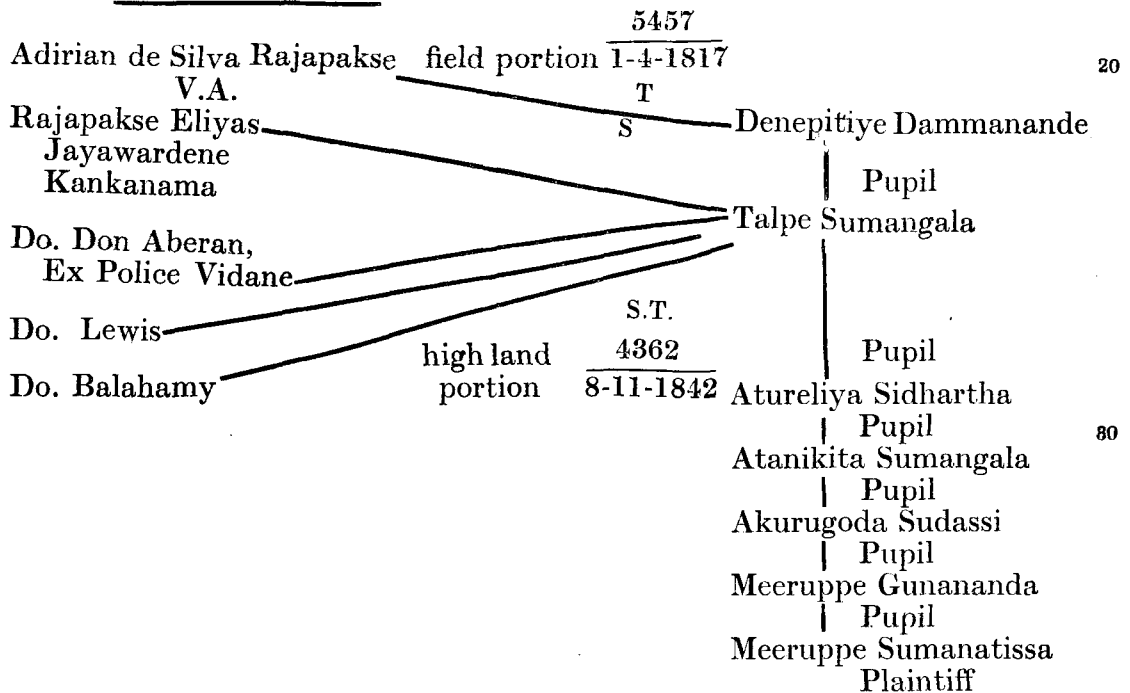 5457
Adirian de Silva Rajapakse field portion 1-4-1817
20
V.A.
T
Rajapakse Eliyas
S
Denepitiye Dammanande
Jayawardene
Kankanama
Pupil
Talpe Sumangala
Do. Don Aberan,
Ex Police Vidane
S.T.
Do. Lewis
high land 4362
Pupil
Do. Balahamy
portion 8-11-1842
Atureliya Sidhartha
Pupil
30
Atanikita Sumangala
Pupil
Akurugoda Sudassi
Pupil
Meeruppe Gunananda
Pupil
Meeruppe Sumanatissa
Plaintiff